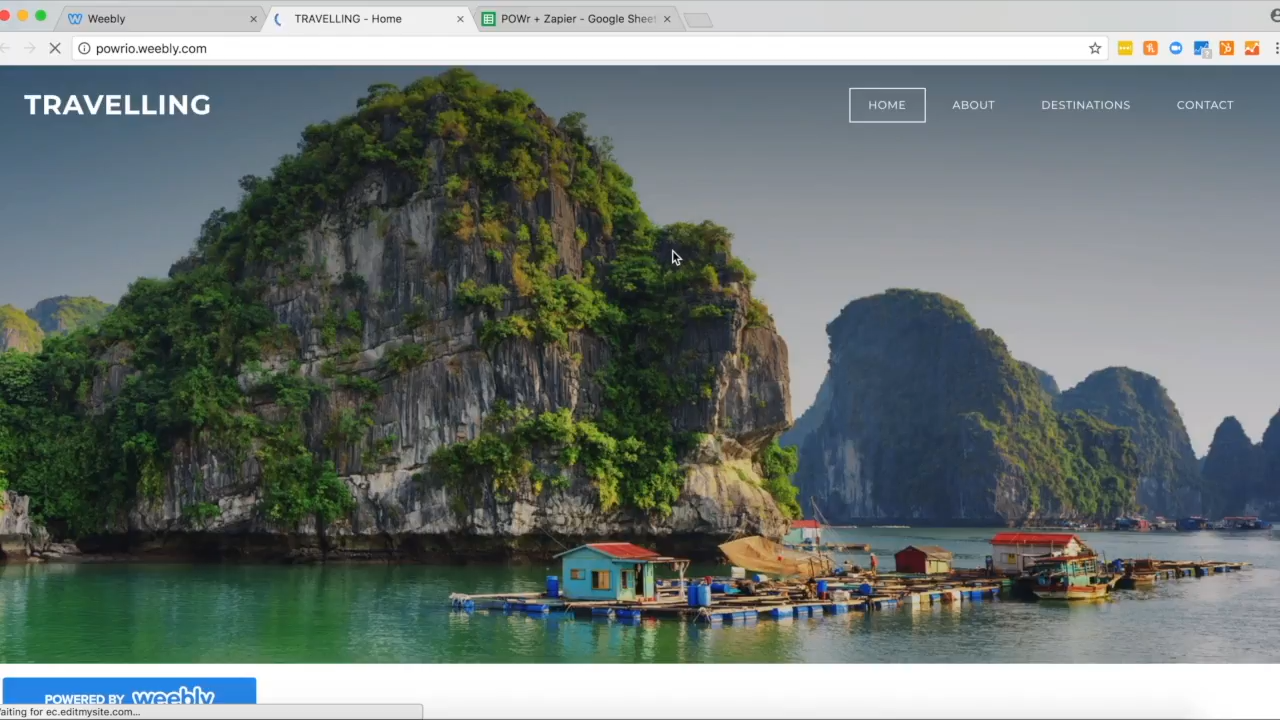 Weebly
TRAVELLING - Home
POWr + Zapier - Google Sheet
powrio.weebly.com
TRAVELLING
HOME
ABOUT
DESTINATIONS
CONTACT
POWERED BY weebly
aiting for ec.editmysite.com...